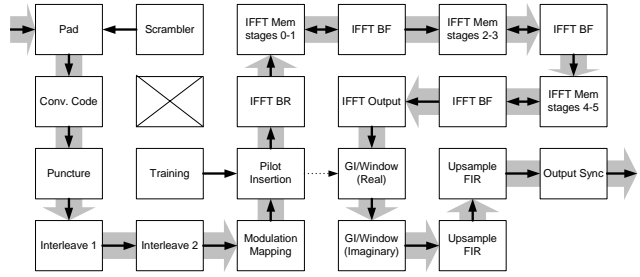 Pad
Scrambler
IFFT Mem
stages 0-1
IFFT BF
IFFT Mem
stages 2-3
IFFT BF
Conv. Code
IFFT BR
IFFT Output
IFFT BF
IFFT Mem
stages 4-5
Puncture
Training
Pilot
Insertion
GI/Window
(Real)
Upsample
FIR
Output Sync
Interleave 1
Interleave 2
Modulation
Mapping
GI/Window
(Imaginary)
Upsample
FIR